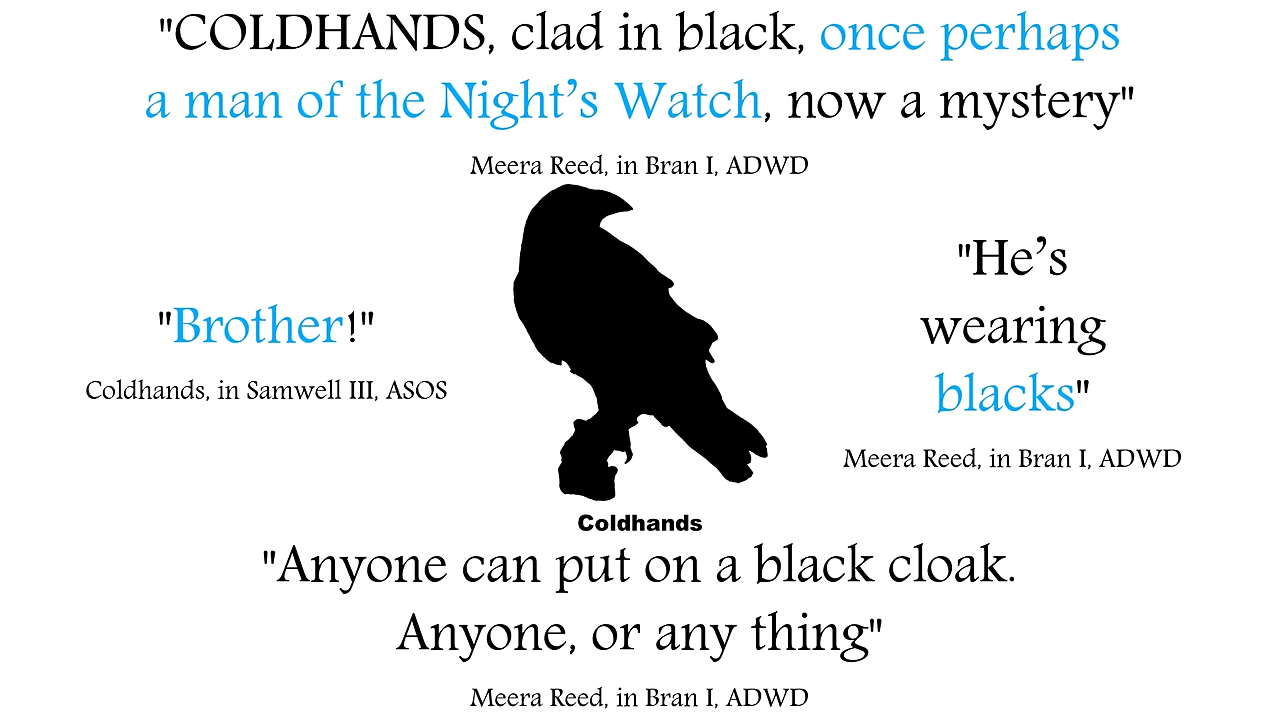 "COLDHANDS, clad in black, once perhaps
a man of the Night’s Watch, now a mystery"
Meera Reed, in Bran I, ADWD
"Brother!"
Coldhands, in Samwell III, ASOS
"He’s
wearing
blacks"
Meera Reed, in Bran I, ADWD
Coldhands
"Anyone can put on a black cloak.
Anyone, or any thing"
Meera Reed, in Bran I, ADWD